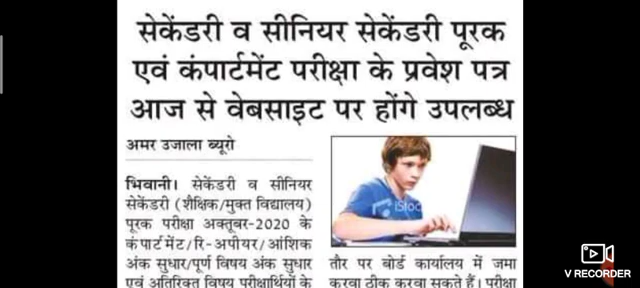 सेकेंडरी व सीनियर सेकेंडरी पूरक
एवं कंपार्टमेंट परीक्षा के प्रवेश पत्र
आज से वेबसाइट पर होंगे उपलब्ध
अमर उजाला ब्यूरो
भिवानी। सेकेंडरी व सीनियर
सेकेंडरी (शैक्षिक/मुक्त विद्यालय)
पूरक परीक्षा अक्तूबर-2020 के
कंपार्टमेंट/रि-अपीयर/आंशिक
अंक सुधार/पूर्ण विषय अंक सुधार
एवं अतिरिक्त विषय परीक्षार्थियों के
iStoc
तौर पर बोर्ड कार्यालय में जमा
करवा ठीक करवा सकते हैं। परीक्षा
V RECORDER